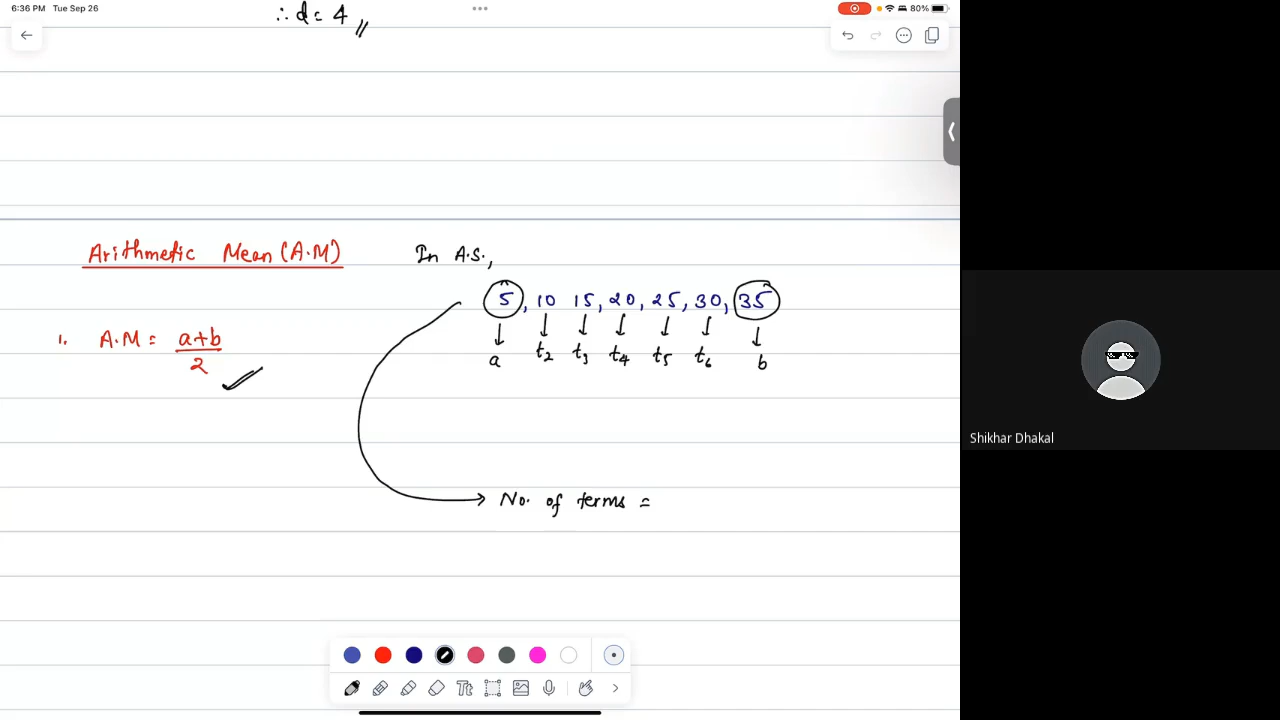 6:36 PM Tue Sep 26
80%
∴ d = 4 //
Arithmetic Mean (A.M)
In A.S.,
5, 10 15, 20, 25, 30, 35
a t₂ t₃ t₄ t₅ t₆ b
1. A.M = a+b/2
No. of terms =
Tt
Shikhar Dhakal